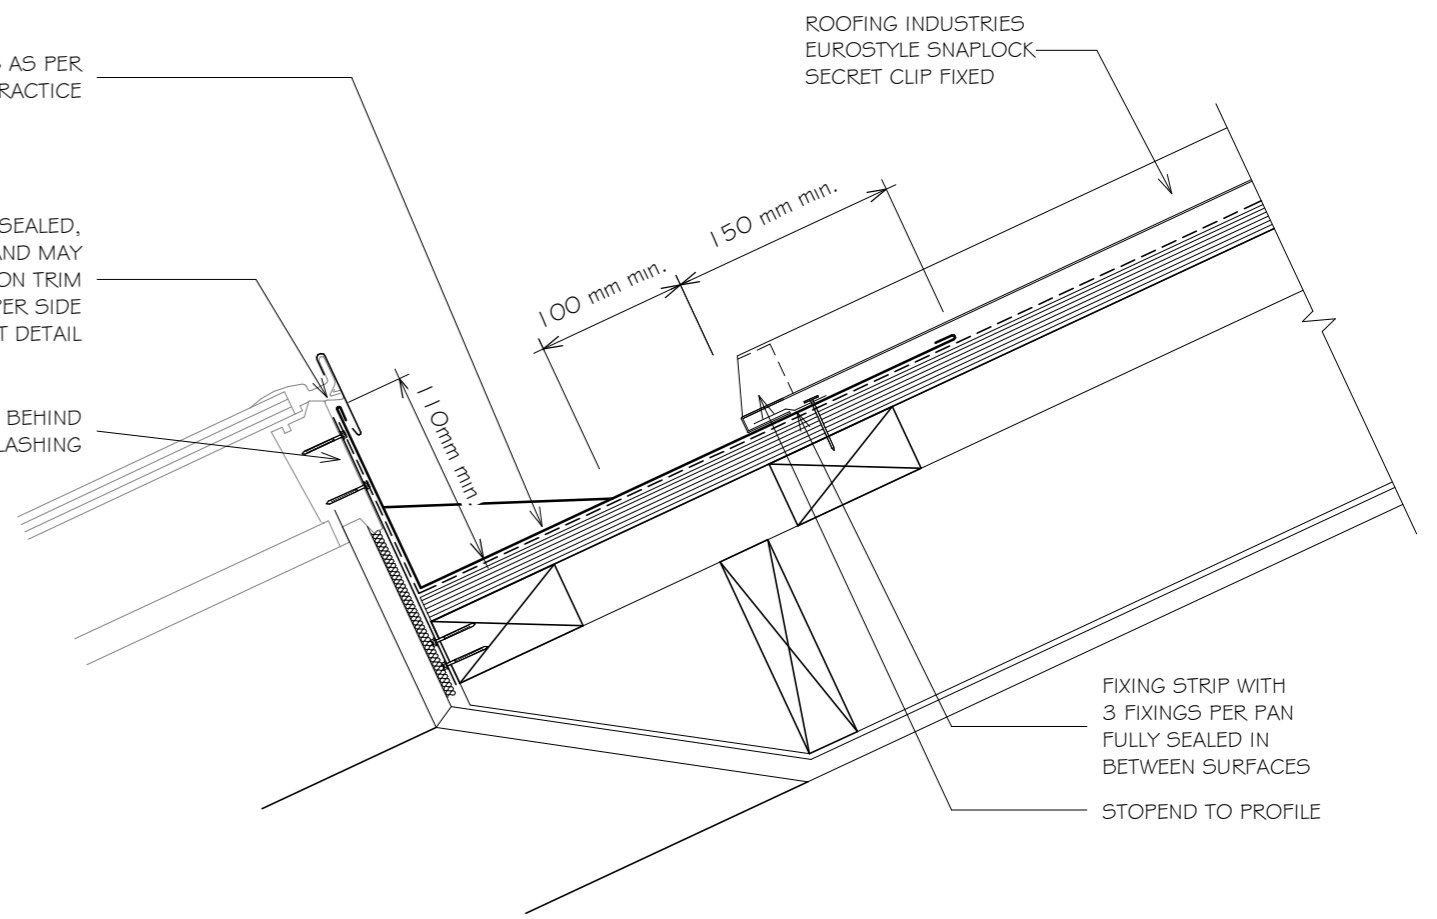 AS PER
RACTICE
SEALED,
AND MAY
ON TRIM
PER SIDE
T DETAIL
BEHIND
LASHING
110mm min.
100 mm min.
150 mm min.
ROOFING INDUSTRIES
EUROSTYLE SNAPLOCK
SECRET CLIP FIXED
FIXING STRIP WITH
3 FIXINGS PER PAN
FULLY SEALED IN
BETWEEN SURFACES
STOPEND TO PROFILE